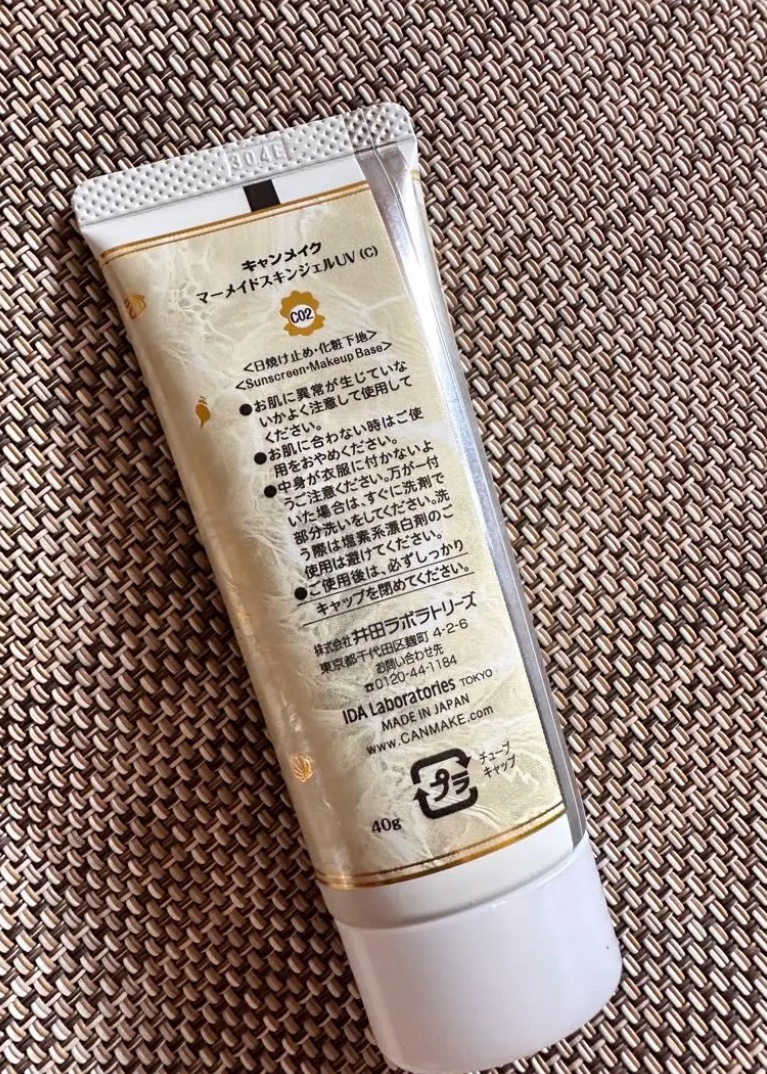 304E
キャンメイク
マーメイドスキンジェルUV (C)
C02
<日焼け止め・化粧下地>
<Sunscreen・Makeup Base>
●お肌に異常が生じていな
いかよく注意して使用して
ください。
●お肌に合わない時はご使
用をおやめください。
●中身が衣服に付かないよ
うご注意ください。万が一付
いた場合は、すぐに洗剤で
部分洗いをしてください。洗
う際は塩素系漂白剤のご
使用は避けてください。
●ご使用後は、必ずしっかり
キャップを閉めてください。
株式会社 井田ラボラトリーズ
東京都千代田区麹町 4-2-6
お問い合わせ先
☎0120-44-1184
IDA Laboratories TOKYO
MADE IN JAPAN
www.CANMAKE.com
プラ
チューブ
キャップ
40g